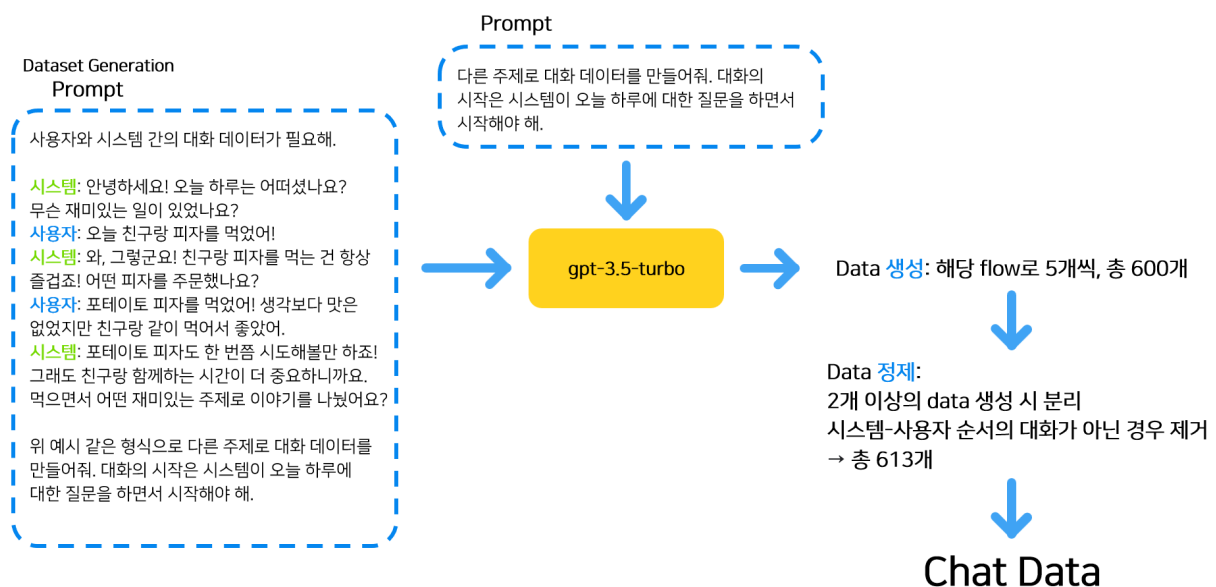 Dataset Generation
Prompt
사용자와 시스템 간의 대화 데이터가 필요해.
시스템: 안녕하세요! 오늘 하루는 어떠셨나요?
무슨 재미있는 일이 있었나요?
사용자: 오늘 친구랑 피자를 먹었어!
시스템: 와, 그렇군요! 친구랑 피자를 먹는 건 항상
즐겁죠! 어떤 피자를 주문했나요?
사용자: 포테이토 피자를 먹었어! 생각보다 맛은
없었지만 친구랑 같이 먹어서 좋았어.
시스템: 포테이토 피자도 한 번쯤 시도해볼만 하죠!
그래도 친구랑 함께하는 시간이 더 중요하니까요.
먹으면서 어떤 재미있는 주제로 이야기를 나눴어요?
위 예시 같은 형식으로 다른 주제로 대화 데이터를
만들어줘. 대화의 시작은 시스템이 오늘 하루에
대한 질문을 하면서 시작해야 해.
Prompt
다른 주제로 대화 데이터를 만들어줘. 대화의
시작은 시스템이 오늘 하루에 대한 질문을 하면서
시작해야 해.
gpt-3.5-turbo
Data 생성: 해당 flow로 5개씩, 총 600개
Data 정제:
2개 이상의 data 생성 시 분리
시스템-사용자 순서의 대화가 아닌 경우 제거
→ 총 613개
Chat Data